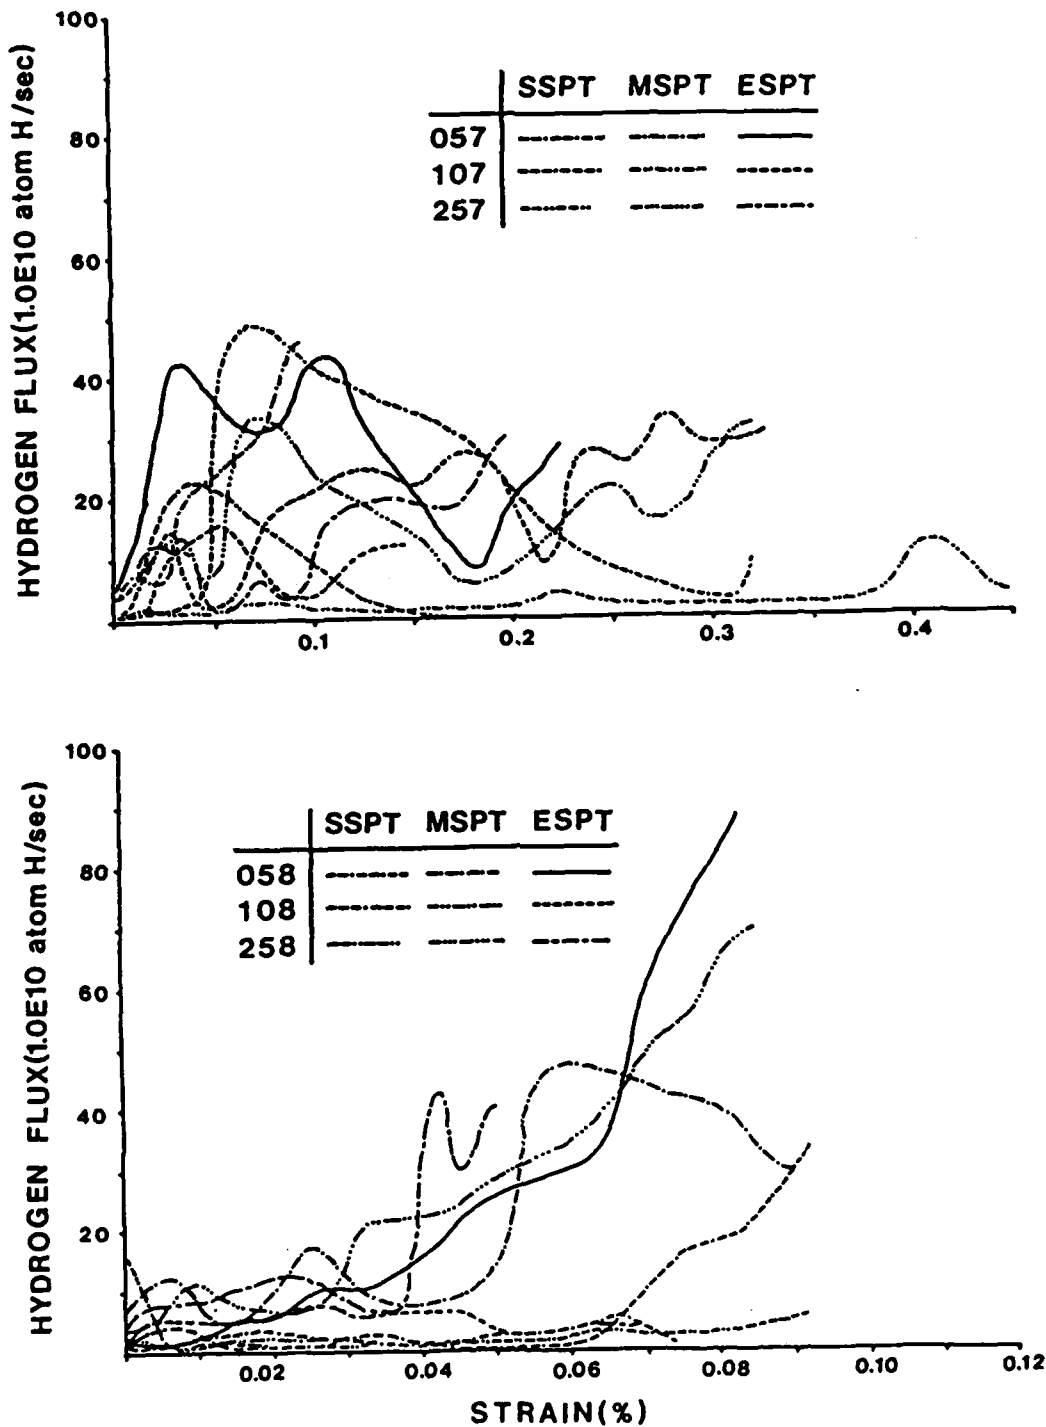 100
80
60
40
20
HYDROGEN FLUX(1.0E10 atom H/sec)
SSPT MSPT ESPT
057
107
257
0.1 0.2 0.3 0.4
100
80
60
40
20
HYDROGEN FLUX(1.0E10 atom H/sec)
SSPT MSPT ESPT
058
108
258
0.02 0.04 0.06 0.08 0.10 0.12
STRAIN(%)